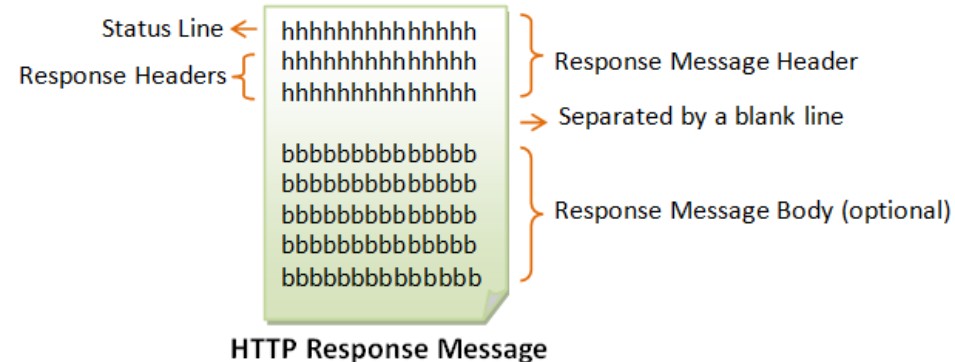 Status Line
hhhhhhhhhhhhhh
Response Headers
hhhhhhhhhhhhhh
hhhhhhhhhhhhhh
Response Message Header
Separated by a blank line
bbbbbbbbbbbbbb
bbbbbbbbbbbbbb
bbbbbbbbbbbbbb
bbbbbbbbbbbbbb
bbbbbbbbbbbbbb
Response Message Body (optional)
HTTP Response Message